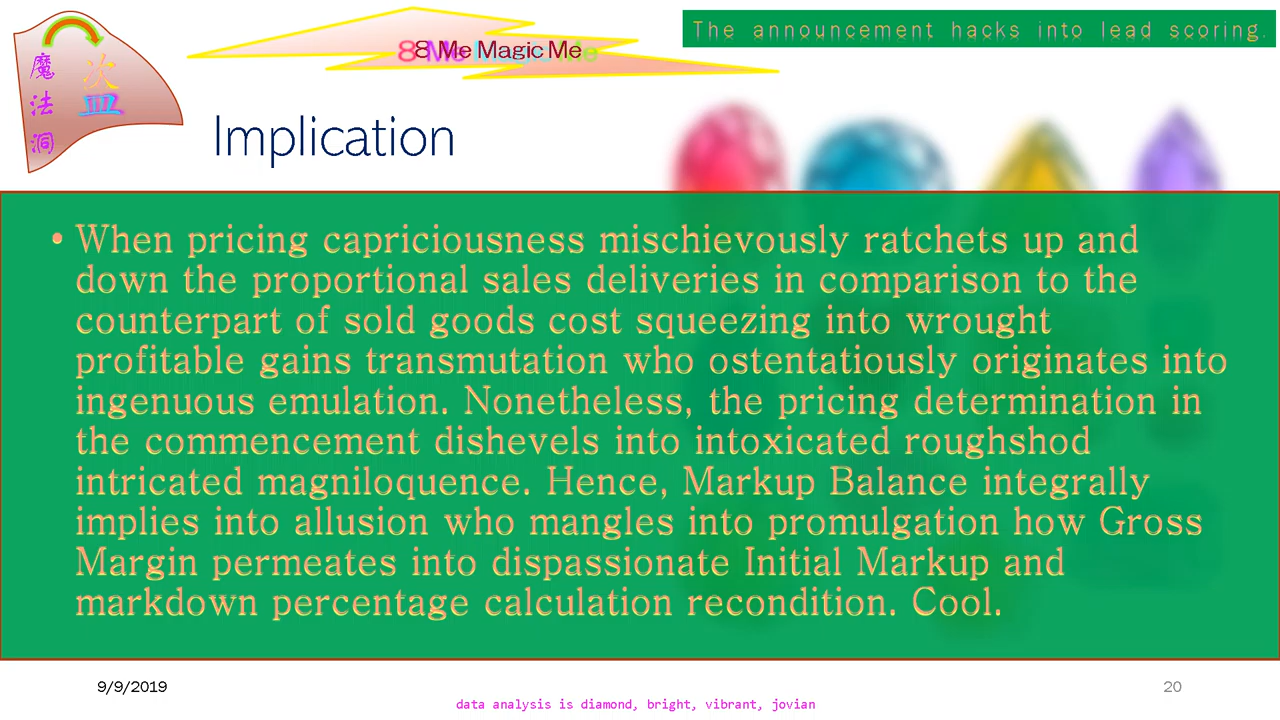 The announcement hacks into lead scoring.
8 Me Magic Me
魔法洞
次皿
Implication
• When pricing capriciousness mischievously ratchets up and
down the proportional sales deliveries in comparison to the
counterpart of sold goods cost squeezing into wrought
profitable gains transmutation who ostentatiously originates into
ingenuous emulation. Nonetheless, the pricing determination in
the commencement dishevels into intoxicated roughshod
intricated magniloquence. Hence, Markup Balance integrally
implies into allusion who mangles into promulgation how Gross
Margin permeates into dispassionate Initial Markup and
markdown percentage calculation recondition. Cool.
9/9/2019
20
data analysis is diamond, bright, vibrant, jovian